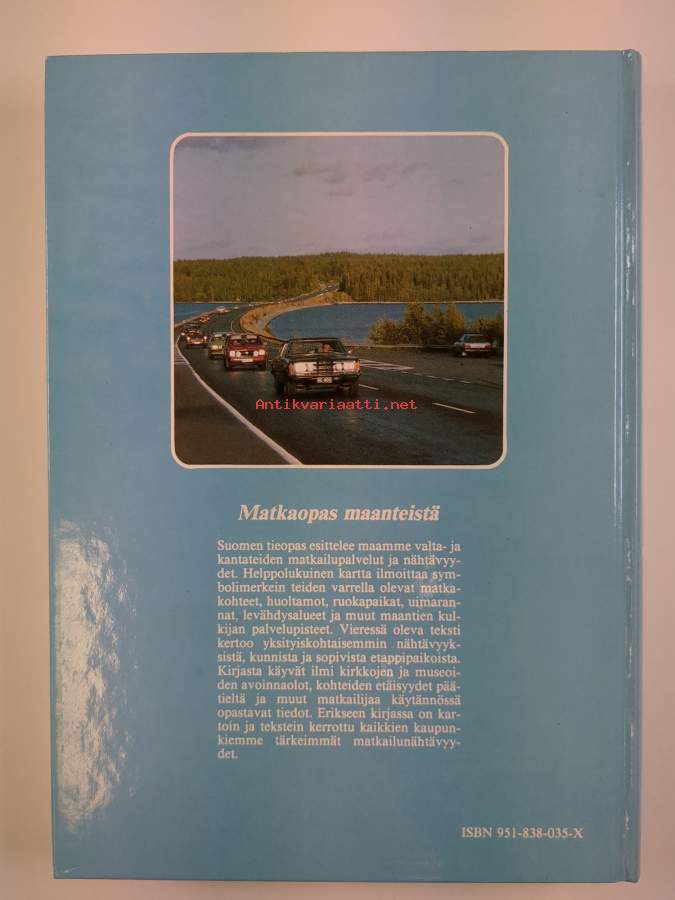 Antikvariaatti.net
Matkaopas maanteistä
Suomen tieopas esittelee maamme valta- ja
kantateiden matkailupalvelut ja nähtävyy-
det. Helppolukuinen kartta ilmoittaa sym-
bolimerkein teiden varrella olevat matka-
kohteet, huoltamot, ruokapaikat, uimaran-
nat, levähdysalueet ja muut maantien kul-
kijan palvelupisteet. Vieressä oleva teksti
kertoo yksityiskohtaisemmin nähtävyyk-
sistä, kunnista ja sopivista etappipaikoista.
Kirjasta käyvät ilmi kirkkojen ja museoi-
den avoinnaolot, kohteiden etäisyydet pää-
tieltä ja muut matkailijaa käytännössä
opastavat tiedot. Erikseen kirjassa on kar-
toin ja tekstein kerrottu kaikkien kaupun-
kiemme tärkeimmät matkailunähtävyy-
det.
ISBN 951-838-035-X